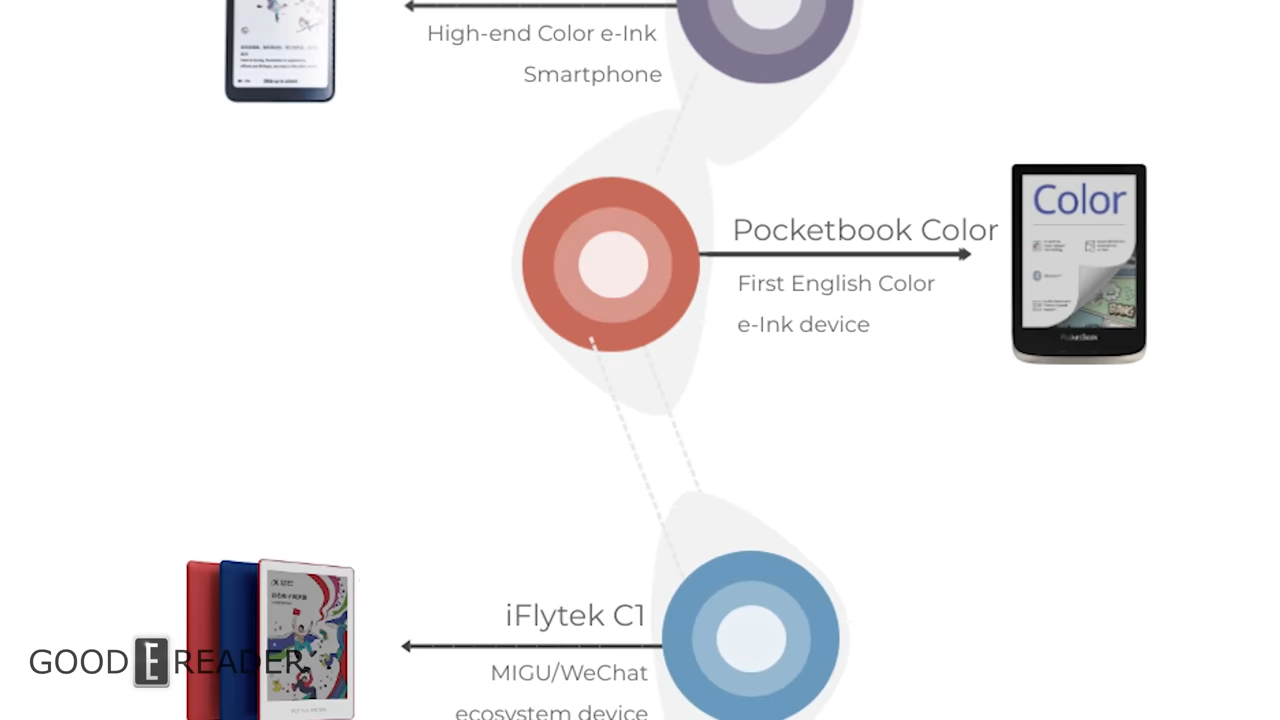 High-end Color e-Ink
Smartphone
Pocketbook Color
First English Color
e-Ink device
Color
PocketBook
iFlytek C1
MIGU/WeChat
ecosystem device
GOOD E READER